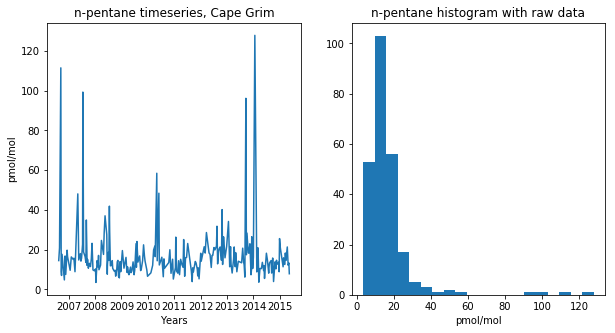 n-pentane timeseries, Cape Grim
pmol/mol
120
100
80
60
40
20
0
2007 2008 2009 2010 2011 2012 2013 2014 2015
Years
n-pentane histogram with raw data
100
80
60
40
20
0
0 20 40 60 80 100 120
pmol/mol